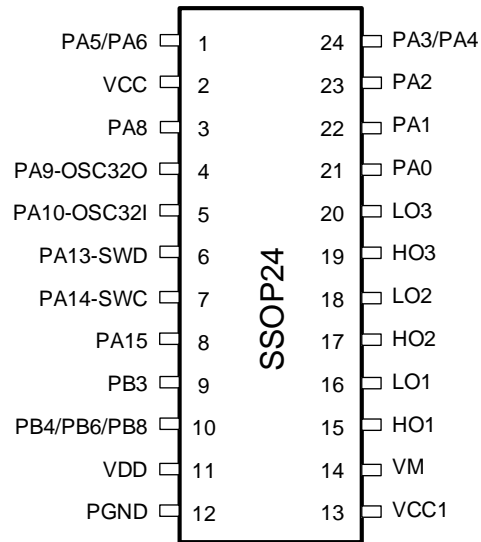 PA5/PA6 1 24 PA3/PA4
VCC 2 23 PA2
PA8 3 22 PA1
PA9-OSC32O 4 21 PA0
PA10-OSC32I 5 20 LO3
PA13-SWD 6 19 HO3
PA14-SWC 7 18 LO2
PA15 8 17 HO2
PB3 9 16 LO1
PB4/PB6/PB8 10 15 HO1
VDD 11 14 VM
PGND 12 13 VCC1
SSOP24